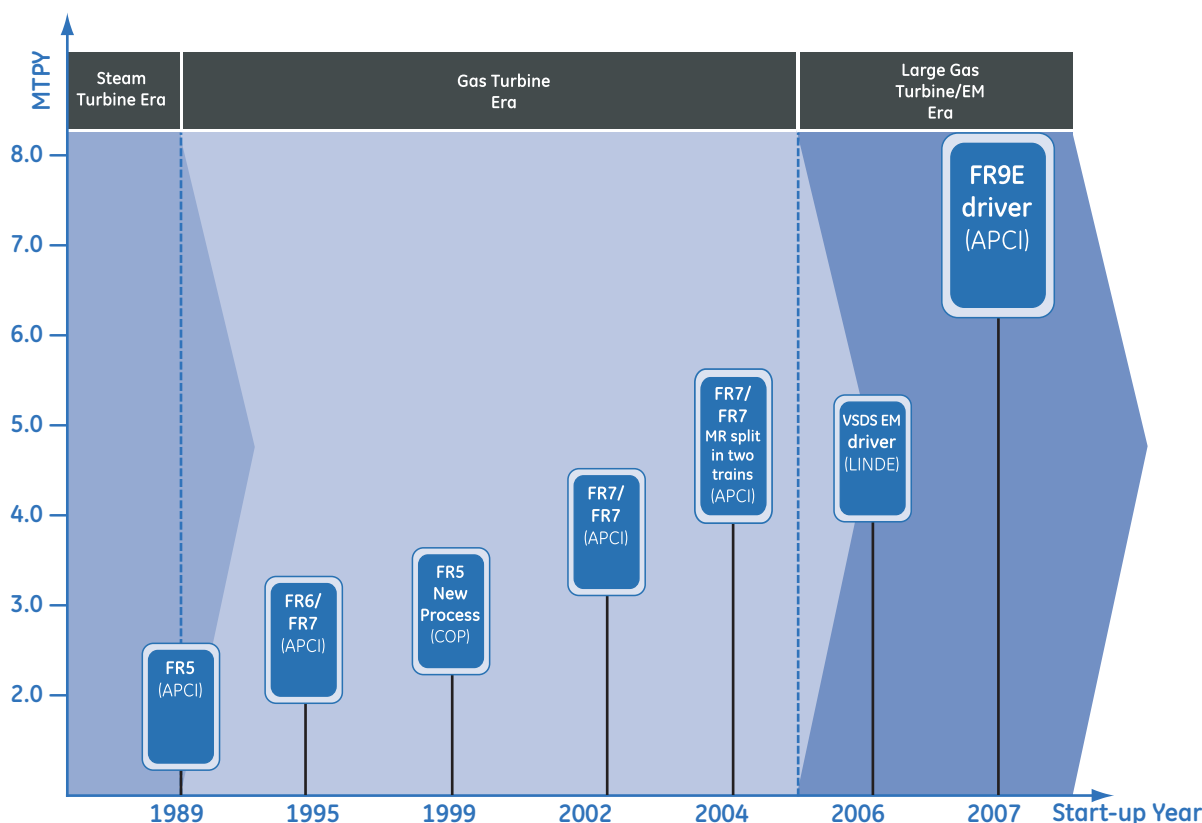 MTPY
Steam
Turbine Era
Gas Turbine
Era
Large Gas
Turbine/EM
Era
8.0
7.0
6.0
5.0
4.0
3.0
2.0
FR5
(APCI)
FR6/
FR7
(APCI)
FR5
New
Process
(COP)
FR7/
FR7
(APCI)
FR7/
FR7
MR split
in two
trains
(APCI)
VSDS EM
driver
(LINDE)
FR9E
driver
(APCI)
1989
1995
1999
2002
2004
2006
2007
Start-up Year